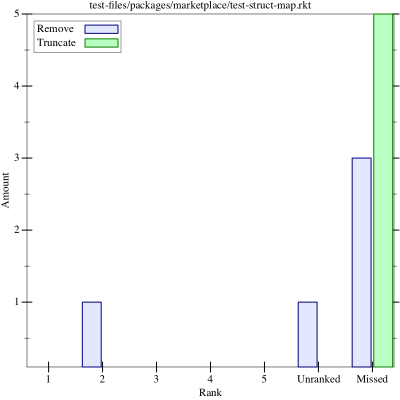 test-files/packages/marketplace/test-struct-map.rkt
Remove
Truncate
5
4
3
2
1
Amount
1 2 3 4 5 Unranked Missed
Rank